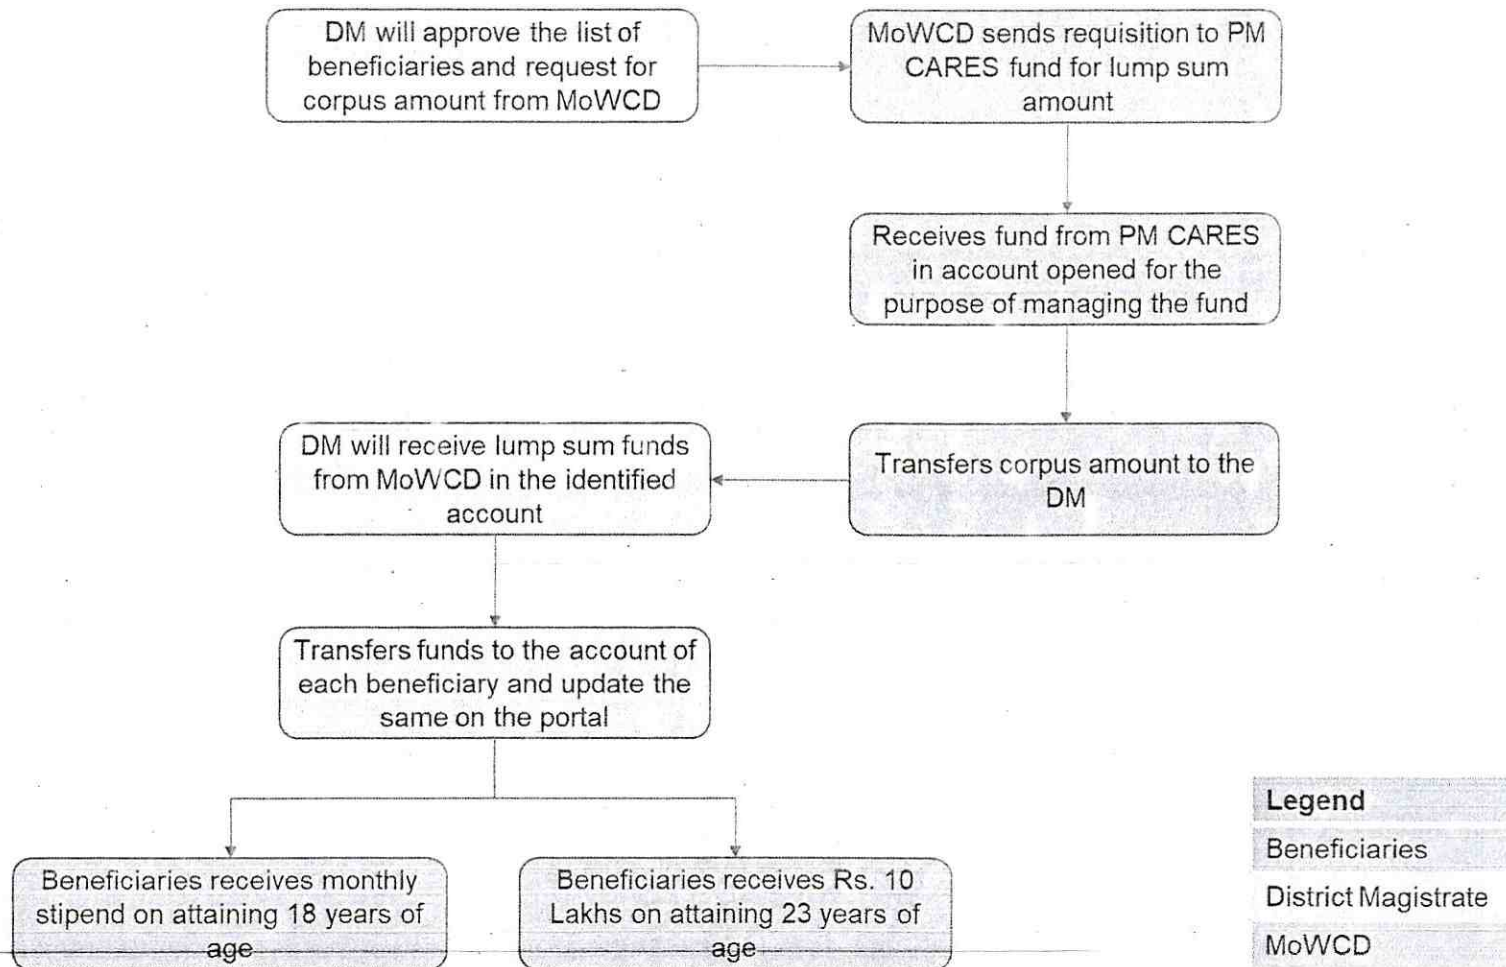 DM will approve the list of
beneficiaries and request for
corpus amount from MoWCD
MoWCD sends requisition to PM
CARES fund for lump sum
amount
Receives fund from PM CARES
in account opened for the
purpose of managing the fund
Transfers corpus amount to the
DM
DM will receive lump sum funds
from MoWCD in the identified
account
Transfers funds to the account of
each beneficiary and update the
same on the portal
Beneficiaries receives monthly
stipend on attaining 18 years of
age
Beneficiaries receives Rs. 10
Lakhs on attaining 23 years of
age
Legend
Beneficiaries
District Magistrate
MoWCD